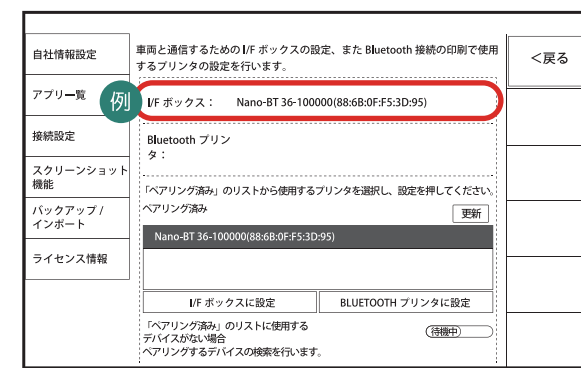 自社情報設定
アプリ一覧
接続設定
スクリーンショット
機能
バックアップ /
インポート
ライセンス情報
車両と通信するための I/F ボックスの設定、また Bluetooth 接続の印刷で使用
するプリンタの設定を行います。
例
I/F ボックス： Nano-BT 36-100000(88:6B:0F:F5:3D:95)
Bluetooth プリン
タ：
「ペアリング済み」のリストから使用するプリンタを選択し、設定を押してください。
ペアリング済み
更新
Nano-BT 36-100000(88:6B:0F:F5:3D:95)
I/F ボックスに設定
BLUETOOTH プリンタに設定
「ペアリング済み」のリストに使用する
デバイスがない場合
ペアリングするデバイスの検索を行います。
待機中
<戻る